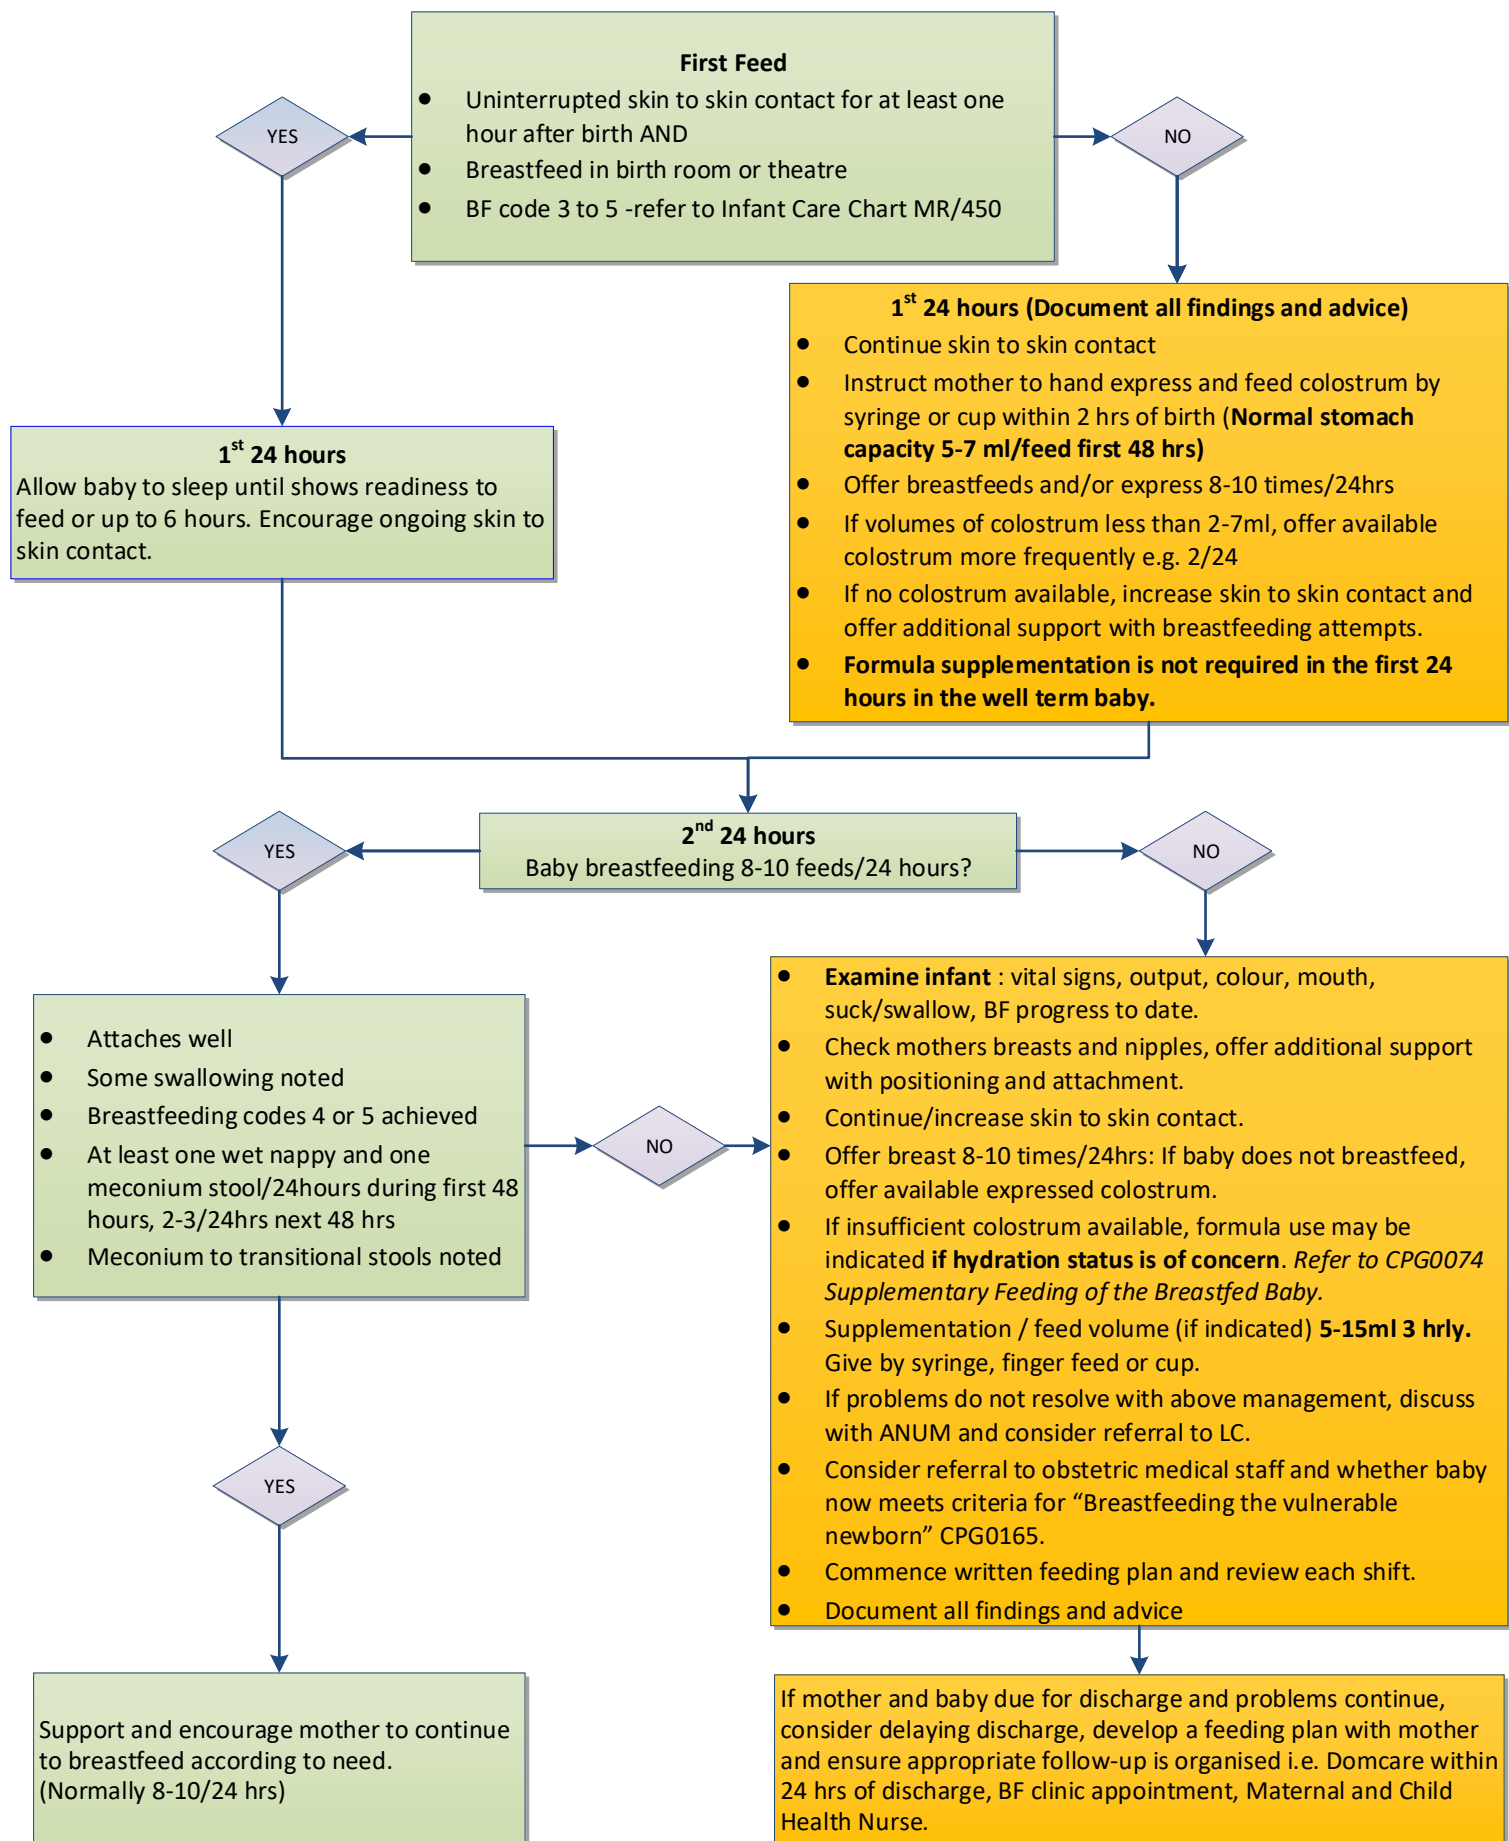 First Feed
● Uninterrupted skin to skin contact for at least one
hour after birth AND
● Breastfeed in birth room or theatre
● BF code 3 to 5 -refer to Infant Care Chart MR/450
YES
NO
1st 24 hours
Allow baby to sleep until shows readiness to
feed or up to 6 hours. Encourage ongoing skin to
skin contact.
1st 24 hours (Document all findings and advice)
● Continue skin to skin contact
● Instruct mother to hand express and feed colostrum by
syringe or cup within 2 hrs of birth (Normal stomach
capacity 5-7 ml/feed first 48 hrs)
● Offer breastfeeds and/or express 8-10 times/24hrs
● If volumes of colostrum less than 2-7ml, offer available
colostrum more frequently e.g. 2/24
● If no colostrum available, increase skin to skin contact and
offer additional support with breastfeeding attempts.
● Formula supplementation is not required in the first 24
hours in the well term baby.
2nd 24 hours
Baby breastfeeding 8-10 feeds/24 hours?
YES
NO
● Attaches well
● Some swallowing noted
● Breastfeeding codes 4 or 5 achieved
● At least one wet nappy and one
meconium stool/24hours during first 48
hours, 2-3/24hrs next 48 hrs
● Meconium to transitional stools noted
NO
● Examine infant : vital signs, output, colour, mouth,
suck/swallow, BF progress to date.
● Check mothers breasts and nipples, offer additional support
with positioning and attachment.
● Continue/increase skin to skin contact.
● Offer breast 8-10 times/24hrs: If baby does not breastfeed,
offer available expressed colostrum.
● If insufficient colostrum available, formula use may be
indicated if hydration status is of concern. Refer to CPG0074
Supplementary Feeding of the Breastfed Baby.
● Supplementation / feed volume (if indicated) 5-15ml 3 hrly.
Give by syringe, finger feed or cup.
● If problems do not resolve with above management, discuss
with ANUM and consider referral to LC.
● Consider referral to obstetric medical staff and whether baby
now meets criteria for “Breastfeeding the vulnerable
newborn” CPG0165.
● Commence written feeding plan and review each shift.
● Document all findings and advice
YES
Support and encourage mother to continue
to breastfeed according to need.
(Normally 8-10/24 hrs)
If mother and baby due for discharge and problems continue,
consider delaying discharge, develop a feeding plan with mother
and ensure appropriate follow-up is organised i.e. Domcare within
24 hrs of discharge, BF clinic appointment, Maternal and Child
Health Nurse.